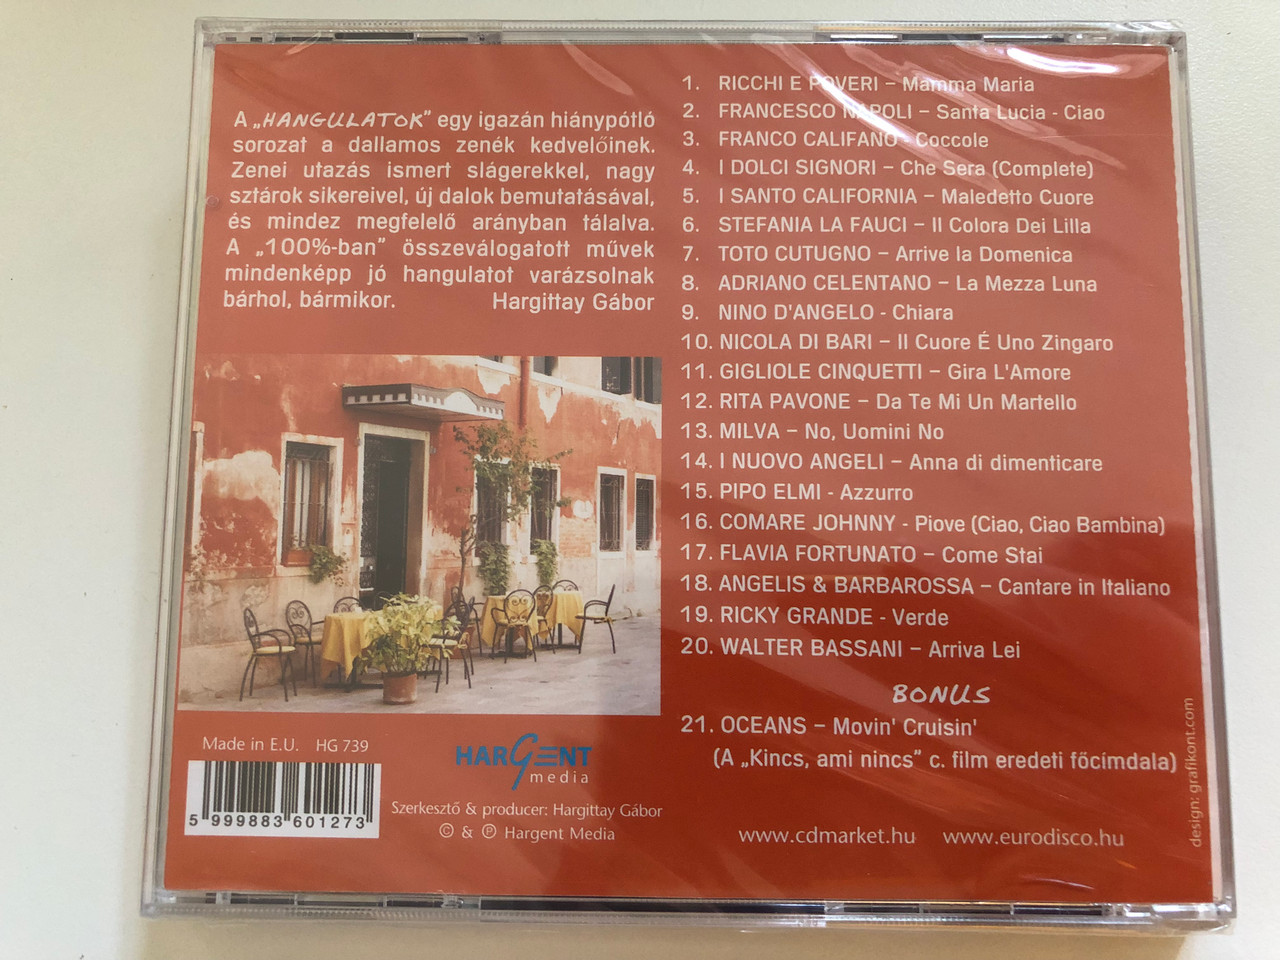 A „HANGULATOK” egy igazán hiánypótló
sorozat a dallamos zenék kedvelőinek.
Zenei utazás ismert slágerekkel, nagy
sztárok sikereivel, új dalok bemutatásával,
és mindez megfelelő arányban tálalva.
A „100%-ban” összeválogatott művek
mindenképp jó hangulatot varázsolnak
bárhol, bármikor. Hargittay Gábor
1. RICCHI E POVERI – Mamma Maria
2. FRANCESCO NAPOLI – Santa Lucia - Ciao
3. FRANCO CALIFANO - Coccole
4. I DOLCI SIGNORI – Che Sera (Complete)
5. I SANTO CALIFORNIA – Maledetto Cuore
6. STEFANIA LA FAUCI – Il Colora Dei Lilla
7. TOTO CUTUGNO – Arrive la Domenica
8. ADRIANO CELENTANO – La Mezza Luna
9. NINO D'ANGELO - Chiara
10. NICOLA DI BARI – Il Cuore É Uno Zingaro
11. GIGLIOLE CINQUETTI – Gira L'Amore
12. RITA PAVONE – Da Te Mi Un Martello
13. MILVA – No, Uomini No
14. I NUOVO ANGELI – Anna di dimenticare
15. PIPO ELMI - Azzurro
16. COMARE JOHNNY - Piove (Ciao, Ciao Bambina)
17. FLAVIA FORTUNATO – Come Stai
18. ANGELIS & BARBAROSSA – Cantare in Italiano
19. RICKY GRANDE - Verde
20. WALTER BASSANI – Arriva Lei
BONUS
21. OCEANS – Movin' Cruisin'
(A „Kincs, ami nincs” c. film eredeti főcímdala)
Made in E.U. HG 739
5 999883 601273
HARGENT
media
Szerkesztő & producer: Hargittay Gábor
© & ℗ Hargent Media
www.cdmarket.hu www.eurodisco.hu
design: grafikont.com